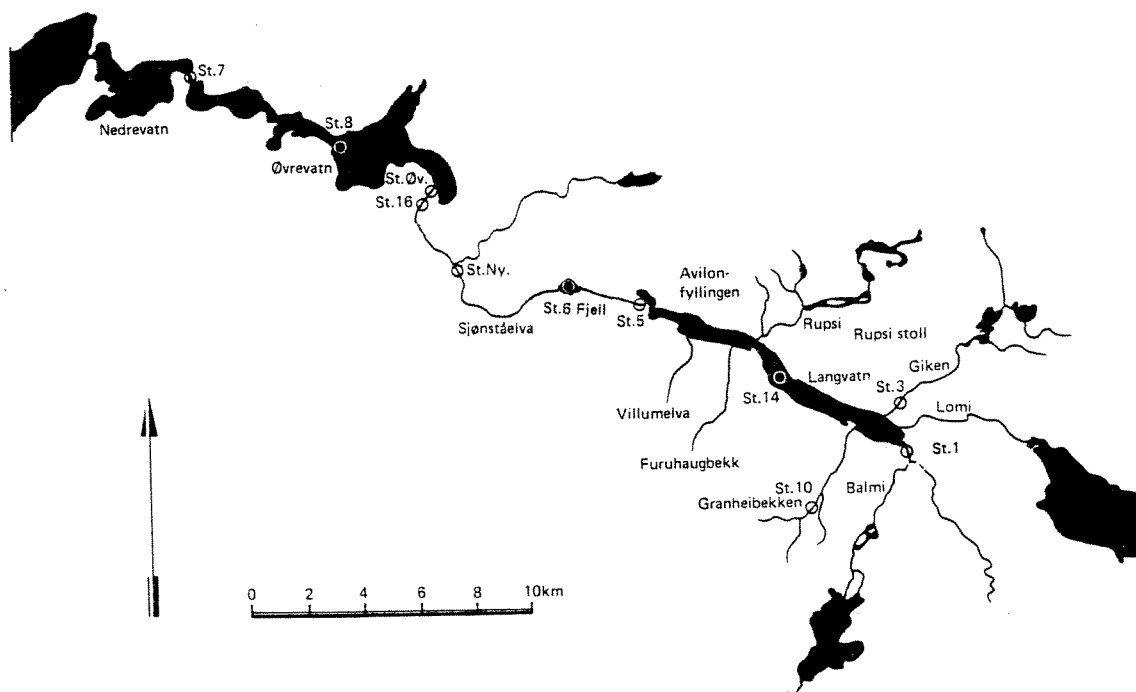 St.7
Nedrevatn
St.8
Øvrevatn
St.Øv.
St.16
St.Ny.
Sjønståelva
St.6 Fjell
St.5
Avilon-
fyllingen
Rupsi
Rupsi stoll
Giken
Langvatn
St.14
St.3
Lomi
Villumelva
Furuhaugbekk
St.1
St.10
Balmi
Granheibekken
0 2 4 6 8 10km